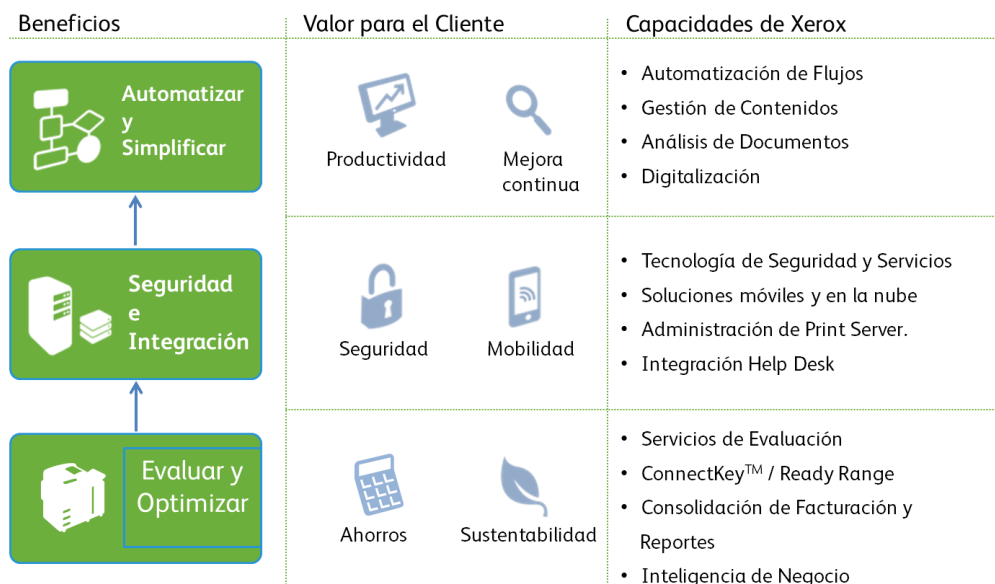 Beneficios
Valor para el Cliente
Capacidades de Xerox
Automatizar
y
Simplificar
Productividad
Mejora
continua
• Automatización de Flujos
• Gestión de Contenidos
• Análisis de Documentos
• Digitalización
Seguridad
e
Integración
Seguridad
Mobilidad
• Tecnología de Seguridad y Servicios
• Soluciones móviles y en la nube
• Administración de Print Server.
• Integración Help Desk
Evaluar y
Optimizar
Ahorros
Sustentabilidad
• Servicios de Evaluación
• ConnectKey™ / Ready Range
• Consolidación de Facturación y
Reportes
• Inteligencia de Negocio